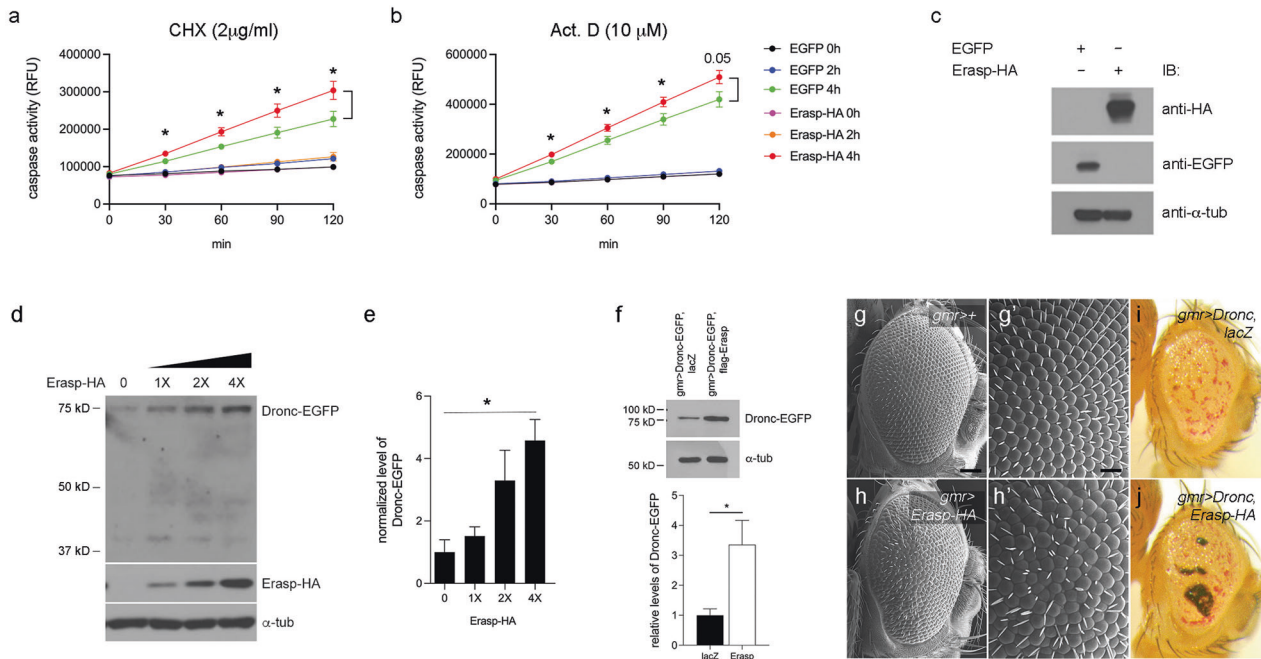 a
CHX (2µg/ml)
caspase activity (RFU)
400000
300000
200000
100000
0
* * * *
0 30 60 90 120
min
b
Act. D (10 µM)
caspase activity (RFU)
600000
400000
200000
0
* * * 0.05
0 30 60 90 120
min
EGFP 0h
EGFP 2h
EGFP 4h
Erasp-HA 0h
Erasp-HA 2h
Erasp-HA 4h
c
EGFP + −
Erasp-HA − + IB:
anti-HA
anti-EGFP
anti-α-tub
d
Erasp-HA 0 1X 2X 4X
75 kD
Dronc-EGFP
50 kD
37 kD
Erasp-HA
α-tub
e
normalized level of
Dronc-EGFP
*
6
4
2
0
0 1X 2X 4X
Erasp-HA
f
gmr>Dronc-EGFP,
lacZ
gmr>Dronc-EGFP,
flag-Erasp
100 kD
75 kD
Dronc-EGFP
50 kD
α-tub
relative levels of Dronc-EGFP
*
5
4
3
2
1
0
lacZ Erasp
g
gmr>+
g'
h
gmr>
Erasp-HA
h'
i
gmr>Dronc,
lacZ
j
gmr>Dronc,
Erasp-HA